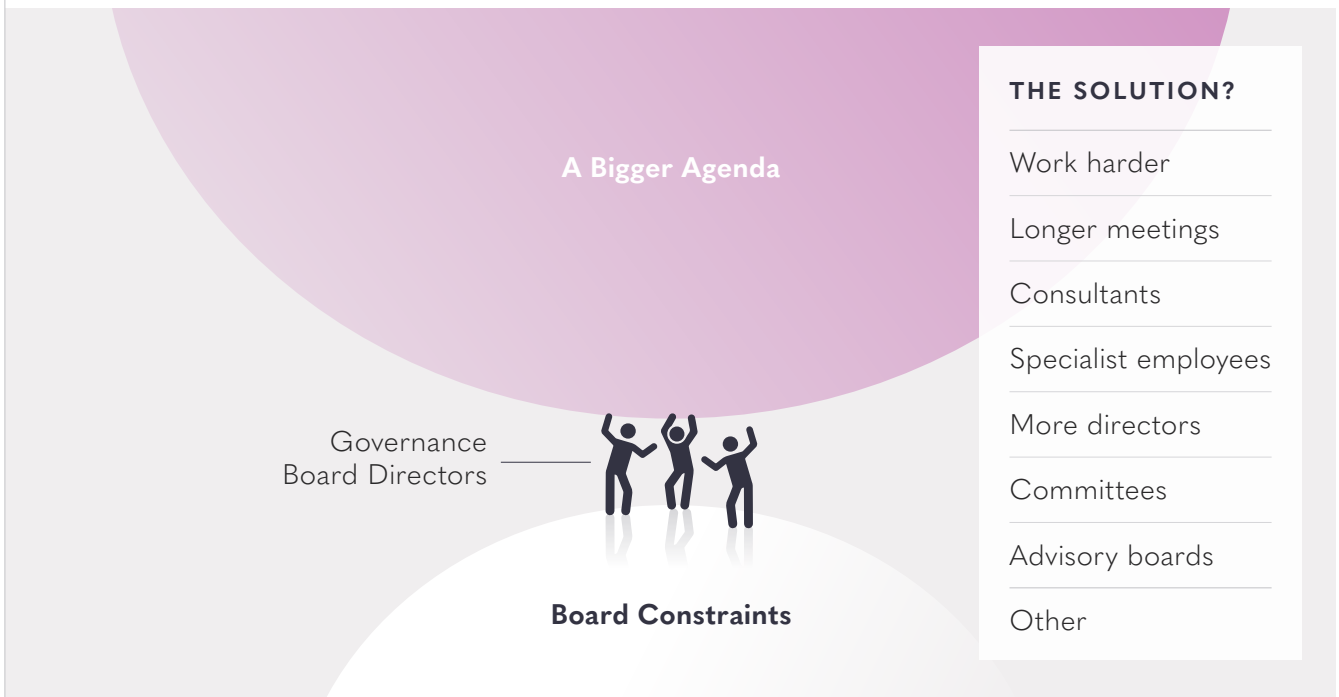 A Bigger Agenda
Governance
Board Directors
Board Constraints
THE SOLUTION?
Work harder
Longer meetings
Consultants
Specialist employees
More directors
Committees
Advisory boards
Other